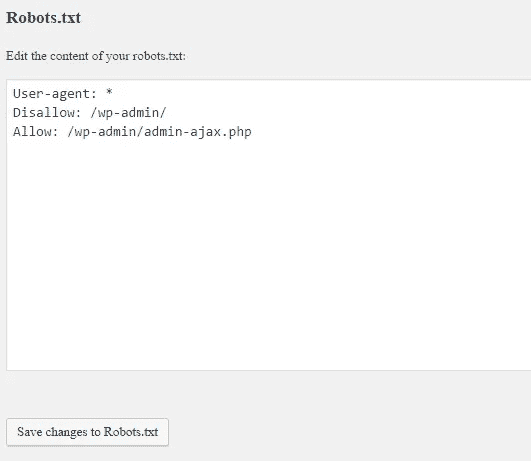 Robots.txt
Edit the content of your robots.txt:
User-agent: *
Disallow: /wp-admin/
Allow: /wp-admin/admin-ajax.php
Save changes to Robots.txt